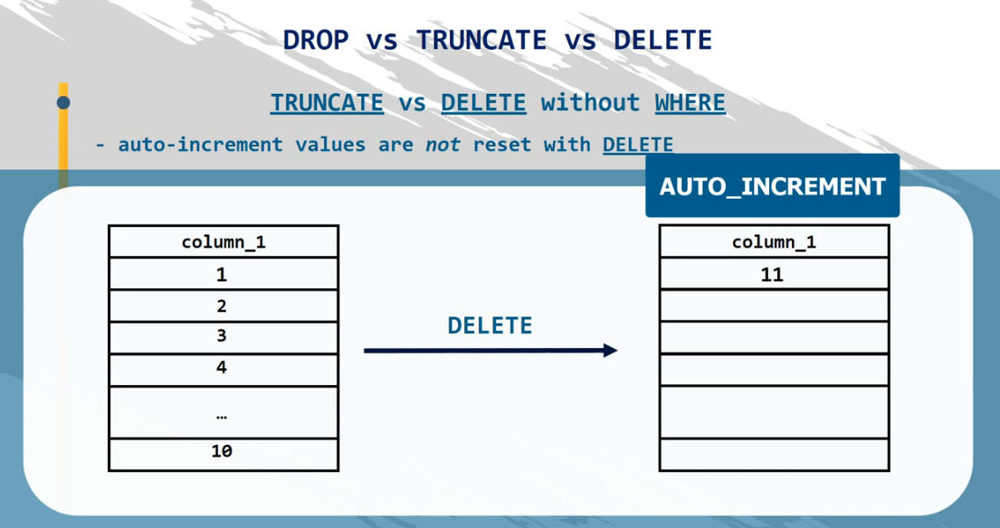 DROP vs TRUNCATE vs DELETE
TRUNCATE vs DELETE without WHERE
- auto-increment values are not reset with DELETE
AUTO_INCREMENT
column_1
1
2
3
4
…
10
DELETE
column_1
11